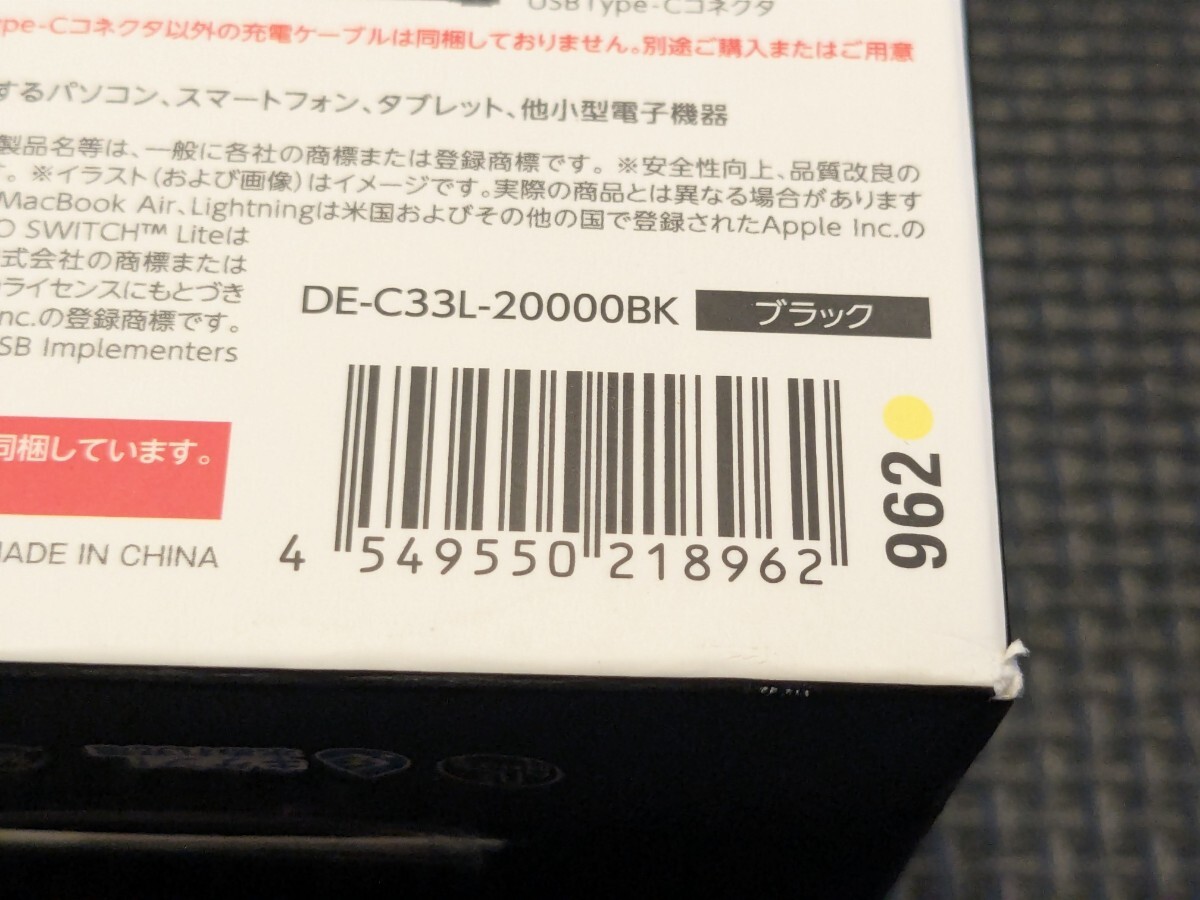 USB Type-Cコネクタ
ype-Cコネクタ以外の充電ケーブルは同梱しておりません。別途ご購入またはご用意
するパソコン、スマートフォン、タブレット、他小型電子機器
製品名等は、一般に各社の商標または登録商標です。※安全性向上、品質改良の
。※イラスト(および画像)はイメージです。実際の商品とは異なる場合があります
MacBook Air、Lightningは米国およびその他の国で登録されたApple Inc.の
O SWITCH™ Liteは
式会社の商標または
ライセンスにもとづき
nc.の登録商標です。
SB Implementers
DE-C33L-20000BK ブラック
同梱しています。
MADE IN CHINA
4 549550 218962
962